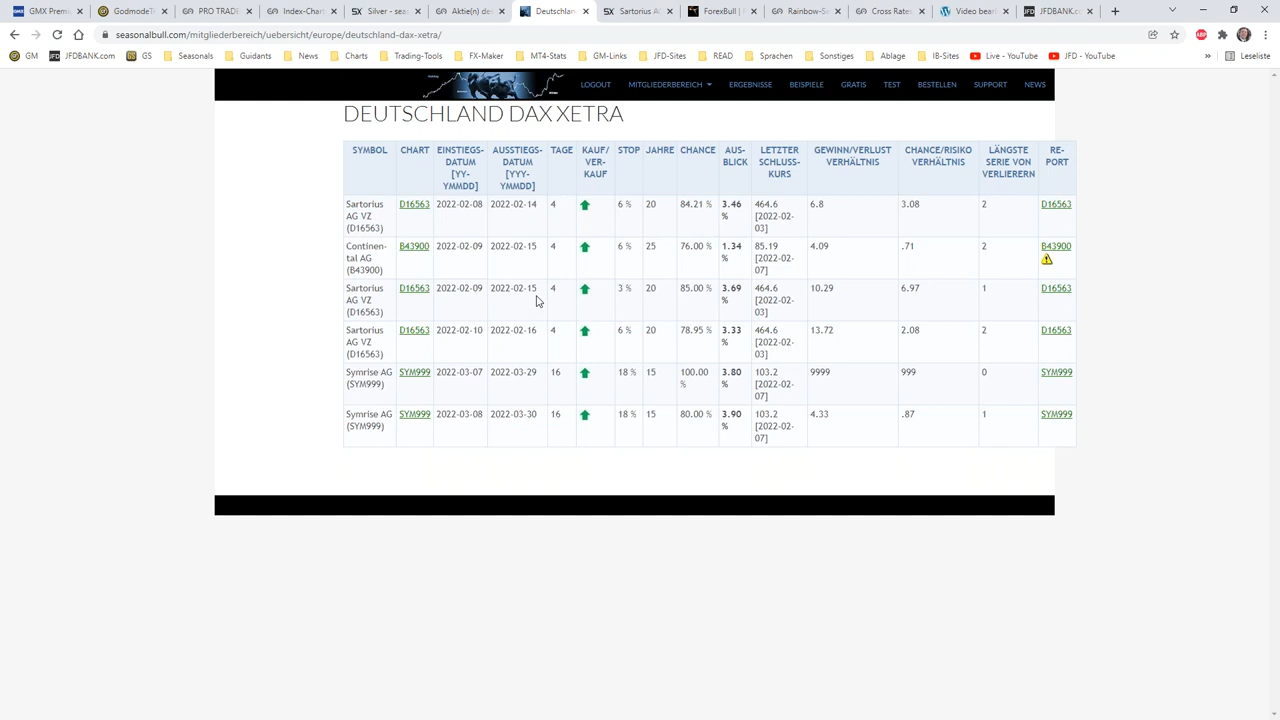 GMX Premi
GodmodeTr
PRO TRADE
Index-Chart
Silver - seas
Aktie(n) des
Deutschlan
Sartorius AG
ForexBull |
Rainbow-Se
Cross Rates
Video bearb
JFDBANK.co
seasonalbull.com/mitgliederbereich/uebersicht/europe/deutschland-dax-xetra/
GM
JFDBANK.com
GS
Seasonals
Guidants
News
Charts
Trading-Tools
FX-Maker
MT4-Stats
GM-Links
JFD-Sites
READ
Sprachen
Sonstiges
Ablage
IB-Sites
Live - YouTube
JFD - YouTube
»
Leseliste
LOGOUT
MITGLIEDERBEREICH
ERGEBNISSE
BEISPIELE
GRATIS
TEST
BESTELLEN
SUPPORT
NEWS
DEUTSCHLAND DAX XETRA
SYMBOL
CHART
EINSTIEGS-
DATUM
[YY-
YMMDD]
AUSSTIEGS-
DATUM
[YYY-
YMMDD]
TAGE
KAUF/
VER-
KAUF
STOP
JAHRE
CHANCE
AUS-
BLICK
LETZTER
SCHLUSS-
KURS
GEWINN/VERLUST
VERHÄLTNIS
CHANCE/RISIKO
VERHÄLTNIS
LÄNGSTE
SERIE VON
VERLIERERN
RE-
PORT
Sartorius
AG VZ
(D16563)
D16563
2022-02-08
2022-02-14
4
6 %
20
84.21 %
3.46
%
464.6
[2022-02-
03]
6.8
3.08
2
D16563
Continen-
tal AG
(B43900)
B43900
2022-02-09
2022-02-15
4
6 %
25
76.00 %
1.34
%
85.19
[2022-02-
07]
4.09
.71
2
B43900
Sartorius
AG VZ
(D16563)
D16563
2022-02-09
2022-02-15
4
3 %
20
85.00 %
3.69
%
464.6
[2022-02-
03]
10.29
6.97
1
D16563
Sartorius
AG VZ
(D16563)
D16563
2022-02-10
2022-02-16
4
6 %
20
78.95 %
3.33
%
464.6
[2022-02-
03]
13.72
2.08
2
D16563
Symrise AG
(SYM999)
SYM999
2022-03-07
2022-03-29
16
18 %
15
100.00
%
3.80
%
103.2
[2022-02-
07]
9999
999
0
SYM999
Symrise AG
(SYM999)
SYM999
2022-03-08
2022-03-30
16
18 %
15
80.00 %
3.90
%
103.2
[2022-02-
07]
4.33
.87
1
SYM999